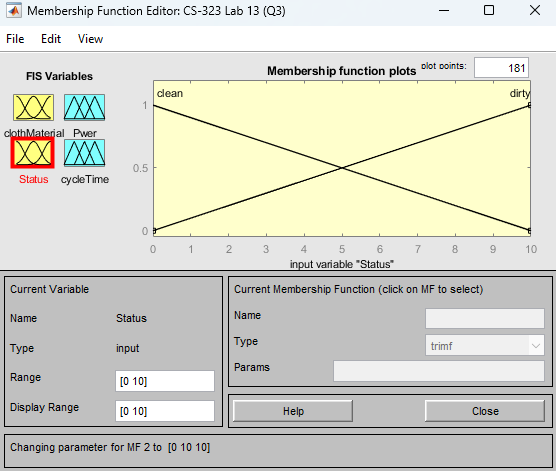 Membership Function Editor: CS-323 Lab 13 (Q3)
File Edit View
FIS Variables
clothMaterial Pwer
Status cycleTime
Membership function plots plot points: 181
clean dirty
1
0.5
0
0 1 2 3 4 5 6 7 8 9 10
input variable "Status"
Current Variable
Name Status
Type input
Range [0 10]
Display Range [0 10]
Current Membership Function (click on MF to select)
Name
Type trimf
Params
Help Close
Changing parameter for MF 2 to [0 10 10]